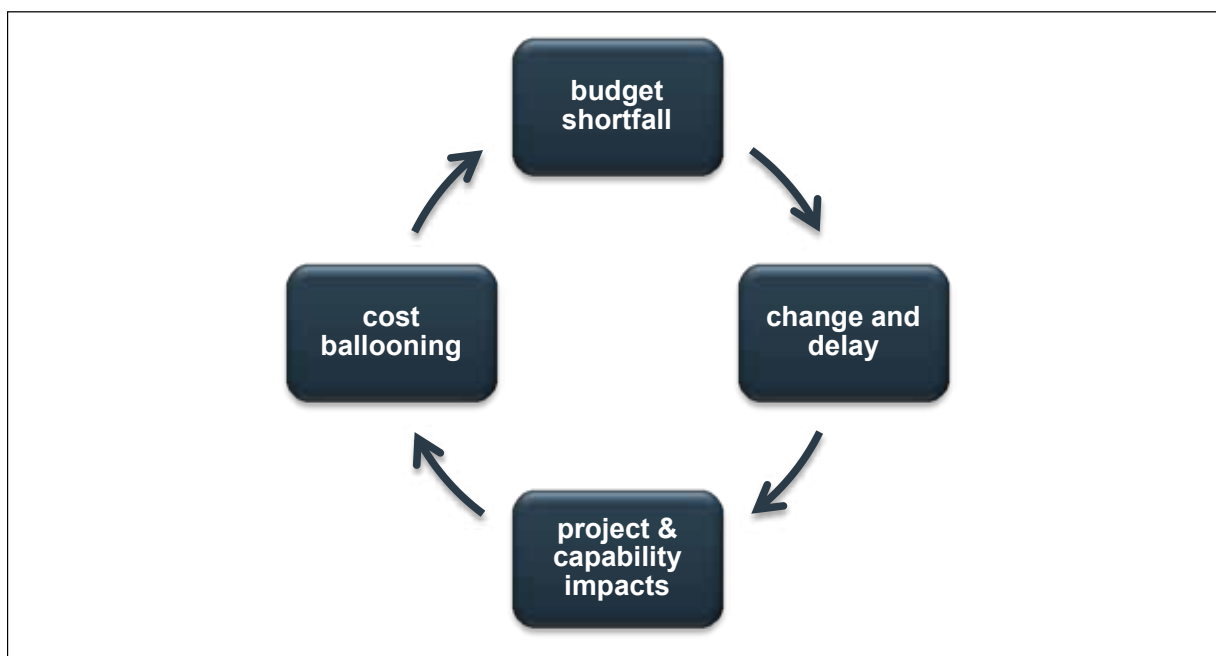 budget
shortfall
change and
delay
project &
capability
impacts
cost
ballooning